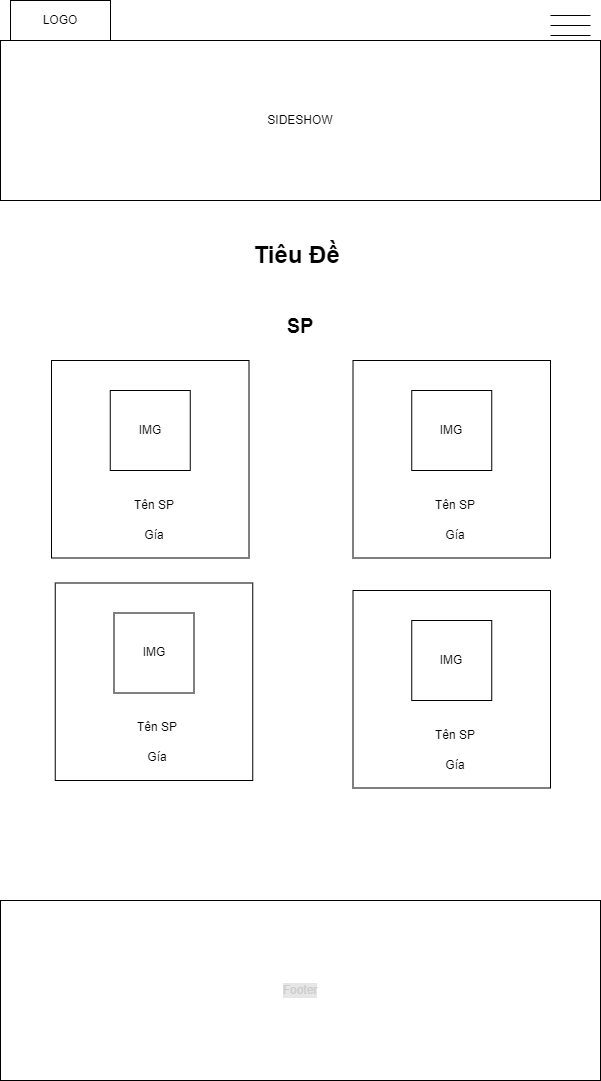 LOGO
SIDESHOW
Tiêu Đề
SP
IMG
IMG
Tên SP
Tên SP
Gía
Gía
IMG
IMG
Tên SP
Tên SP
Gía
Gía
Footer